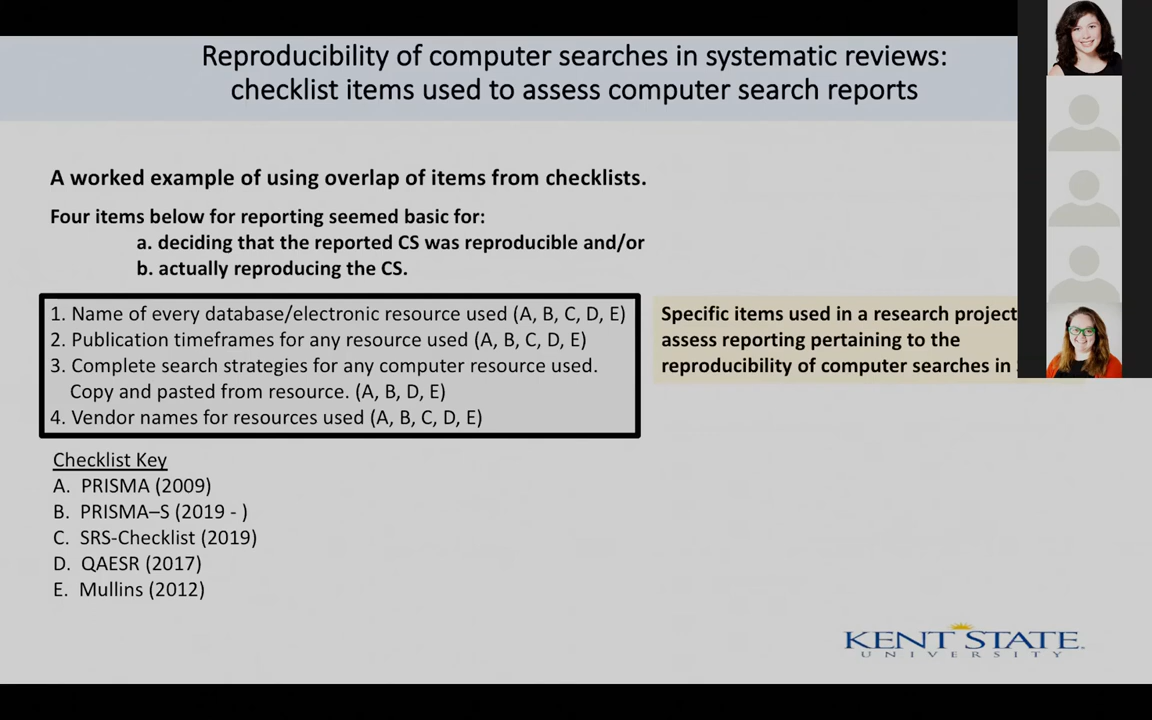 Reproducibility of computer searches in systematic reviews:
checklist items used to assess computer search reports
A worked example of using overlap of items from checklists.
Four items below for reporting seemed basic for:
a. deciding that the reported CS was reproducible and/or
b. actually reproducing the CS.
1. Name of every database/electronic resource used (A, B, C, D, E)
2. Publication timeframes for any resource used (A, B, C, D, E)
3. Complete search strategies for any computer resource used.
Copy and pasted from resource. (A, B, D, E)
4. Vendor names for resources used (A, B, C, D, E)
Specific items used in a research project
assess reporting pertaining to the
reproducibility of computer searches in
Checklist Key
A. PRISMA (2009)
B. PRISMA–S (2019 - )
C. SRS-Checklist (2019)
D. QAESR (2017)
E. Mullins (2012)
KENT STATE
UNIVERSITY